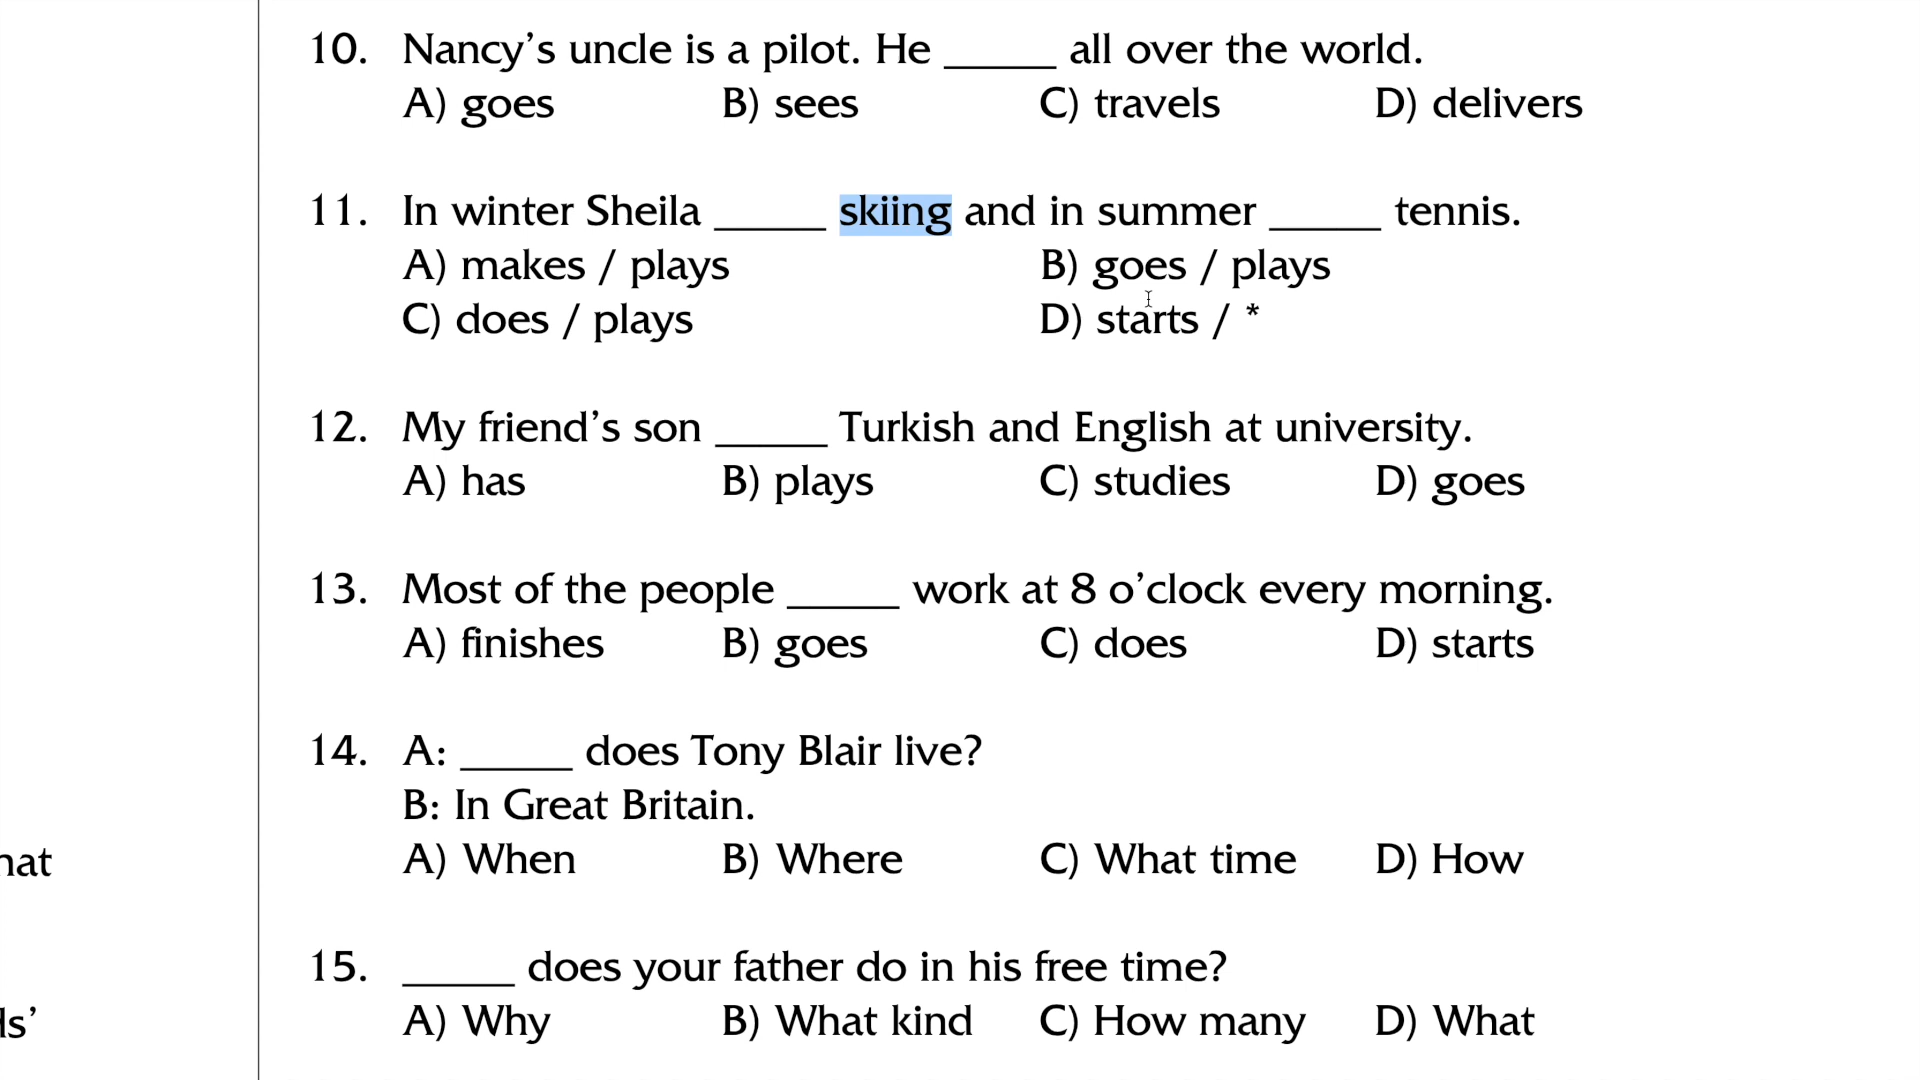 10. Nancy’s uncle is a pilot. He _____ all over the world.
A) goes B) sees C) travels D) delivers
11. In winter Sheila _____ skiing and in summer _____ tennis.
A) makes / plays B) goes / plays
C) does / plays D) starts / *
12. My friend’s son _____ Turkish and English at university.
A) has B) plays C) studies D) goes
13. Most of the people _____ work at 8 o’clock every morning.
A) finishes B) goes C) does D) starts
14. A: _____ does Tony Blair live?
B: In Great Britain.
A) When B) Where C) What time D) How
15. _____ does your father do in his free time?
A) Why B) What kind C) How many D) What